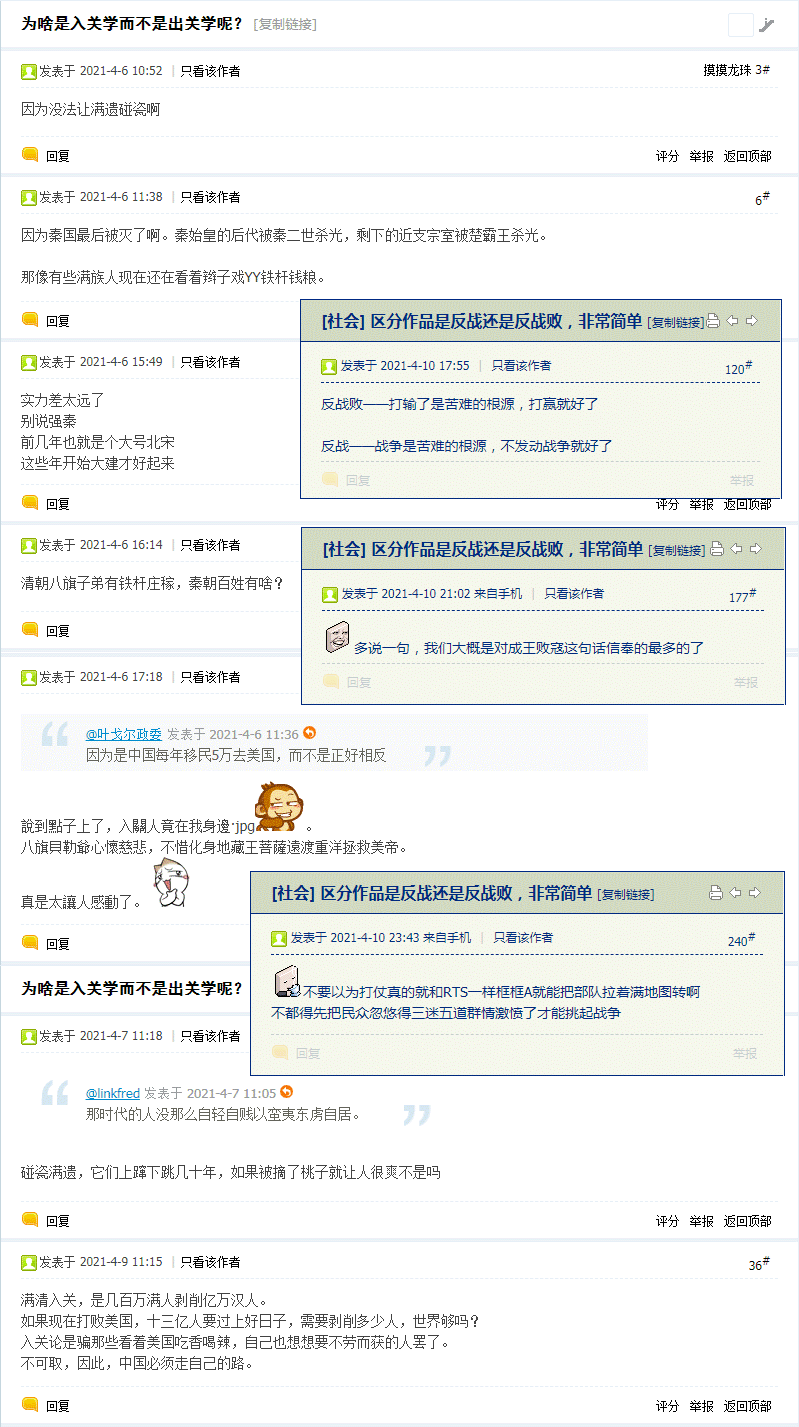 为啥是入关学而不是出关学呢？ [复制链接]
发表于 2021-4-6 10:52 | 只看该作者
摸摸龙珠 3#
因为没法让满遗碰瓷啊
回复
评分 举报 返回顶部
发表于 2021-4-6 11:38 | 只看该作者
6#
因为秦国最后被灭了啊。秦始皇的后代被秦二世杀光，剩下的近支宗室被楚霸王杀光。
那像有些满族人现在还在看着辫子戏YY铁杆钱粮。
回复
[社会] 区分作品是反战还是反战败，非常简单 [复制链接]
发表于 2021-4-10 17:55 | 只看该作者
120#
反战败——打输了是苦难的根源，打赢就好了
反战——战争是苦难的根源，不发动战争就好了
回复
举报
发表于 2021-4-6 15:49 | 只看该作者
实力差太远了
别说强秦
前几年也就是个大号北宋
这些年开始大建才好起来
回复
评分 举报 返回顶部
发表于 2021-4-6 16:14 | 只看该作者
清朝八旗子弟有铁杆庄稼，秦朝百姓有啥？
回复
[社会] 区分作品是反战还是反战败，非常简单 [复制链接]
发表于 2021-4-10 21:02 来自手机 | 只看该作者
177#
多说一句，我们大概是对成王败寇这句话信奉的最多的了
回复
举报
发表于 2021-4-6 17:18 | 只看该作者
@叶戈尔政委 发表于 2021-4-6 11:36
因为是中国每年移民5万去美国，而不是正好相反
說到點子上了，入關人竟在我身邊·jpg 。
八旗貝勒爺心懷慈悲，不惜化身地藏王菩薩遠渡重洋拯救美帝。
真是太讓人感動了。
回复
[社会] 区分作品是反战还是反战败，非常简单 [复制链接]
发表于 2021-4-10 23:43 来自手机 | 只看该作者
240#
不要以为打仗真的就和RTS一样框框A就能把部队拉着满地图转啊
不都得先把民众忽悠得三迷五道群情激愤了才能挑起战争
回复
举报
为啥是入关学而不是出关学呢？
发表于 2021-4-7 11:18 | 只看该作者
@linkfred 发表于 2021-4-7 11:05
那时代的人没那么自轻自贱以蛮夷东虏自居。
碰瓷满遗，它们上蹿下跳几十年，如果被摘了桃子就让人很爽不是吗
回复
评分 举报 返回顶部
发表于 2021-4-9 11:15 | 只看该作者
36#
满清入关，是几百万满人剥削亿万汉人。
如果现在打败美国，十三亿人要过上好日子，需要剥削多少人，世界够吗？
入关论是骗那些看着美国吃香喝辣，自己也想想要不劳而获的人罢了。
不可取，因此，中国必须走自己的路。
回复
评分 举报 返回顶部